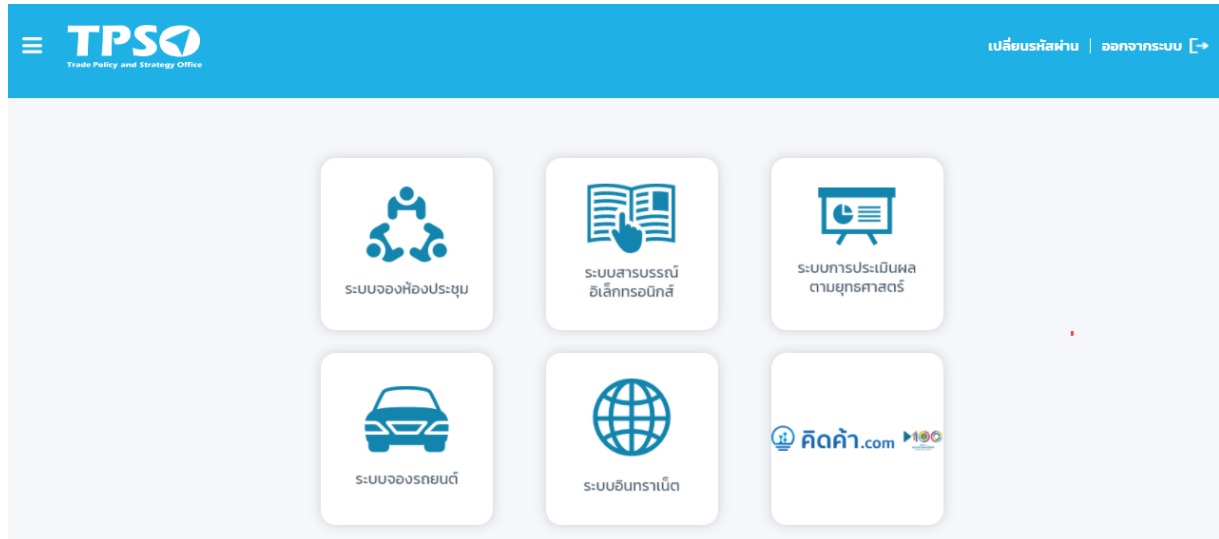 TPSO
Trade Policy and Strategy Office
เปลี่ยนรหัสผ่าน | ออกจากระบบ
ระบบจองห้องประชุม
ระบบสารบรรณ์
อิเล็กทรอนิกส์
ระบบการประเมินผล
ตามยุทธศาสตร์
ระบบจองรถยนต์
ระบบอินทราเน็ต
คิดค้า.com